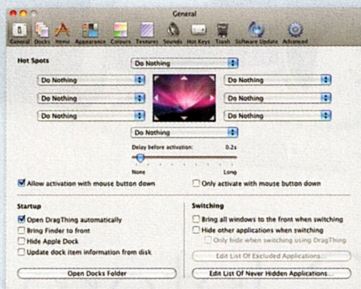 General
General Docks Items Appearance Colours Textures Sounds Hot Keys Trash Software Update Advanced
Hot Spots
Do Nothing
Do Nothing Do Nothing
Do Nothing Do Nothing
Do Nothing Do Nothing
Do Nothing
Delay before activation: 0.2s
None Long
Allow activation with mouse button down Only activate with mouse button down
Startup Switching
Open DragThing automatically Bring all windows to the front when switching
Bring Finder to front Hide other applications when switching
Hide Apple Dock Only hide when switching using DragThing
Update dock item information from disk Edit List Of Excluded Applications...
Open Docks Folder Edit List Of Never Hidden Applications...